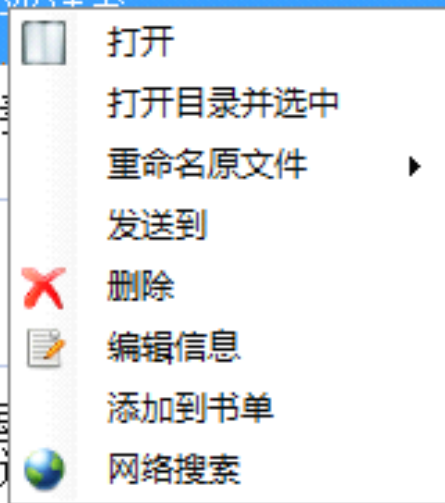 打开
打开目录并选中
重命名原文件
发送到
删除
编辑信息
添加到书单
网络搜索